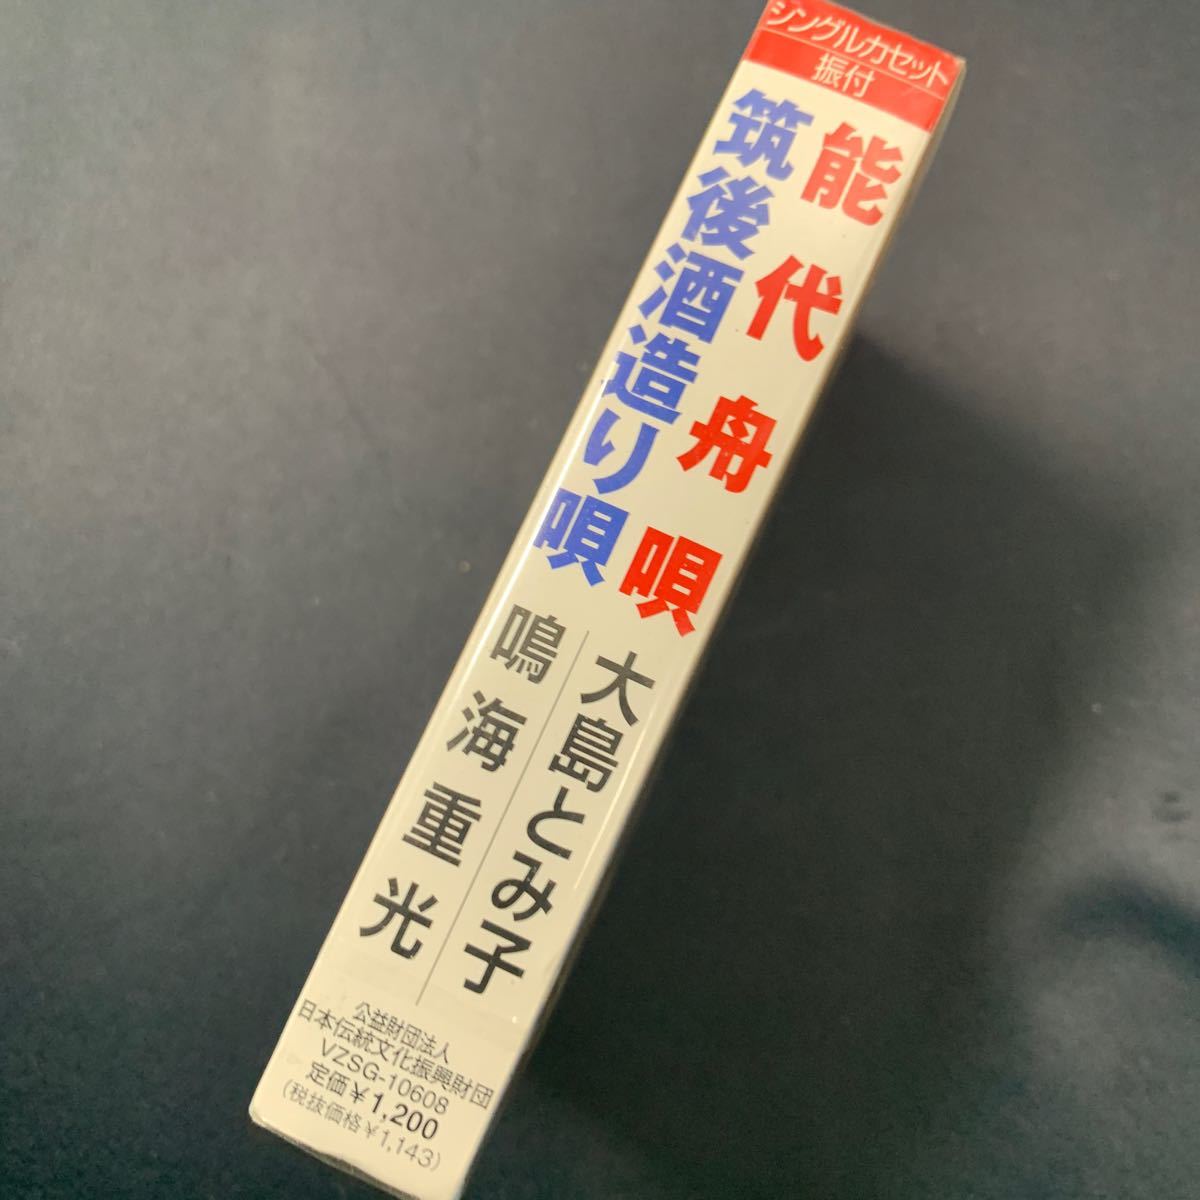 シングルカセット
振付
能代舟唄
筑後酒造り唄
大島とみ子
鳴海重光
公益財団法人
日本伝統文化振興財団
VZSG-10608
定価¥1,200
(税抜価格¥1,143)